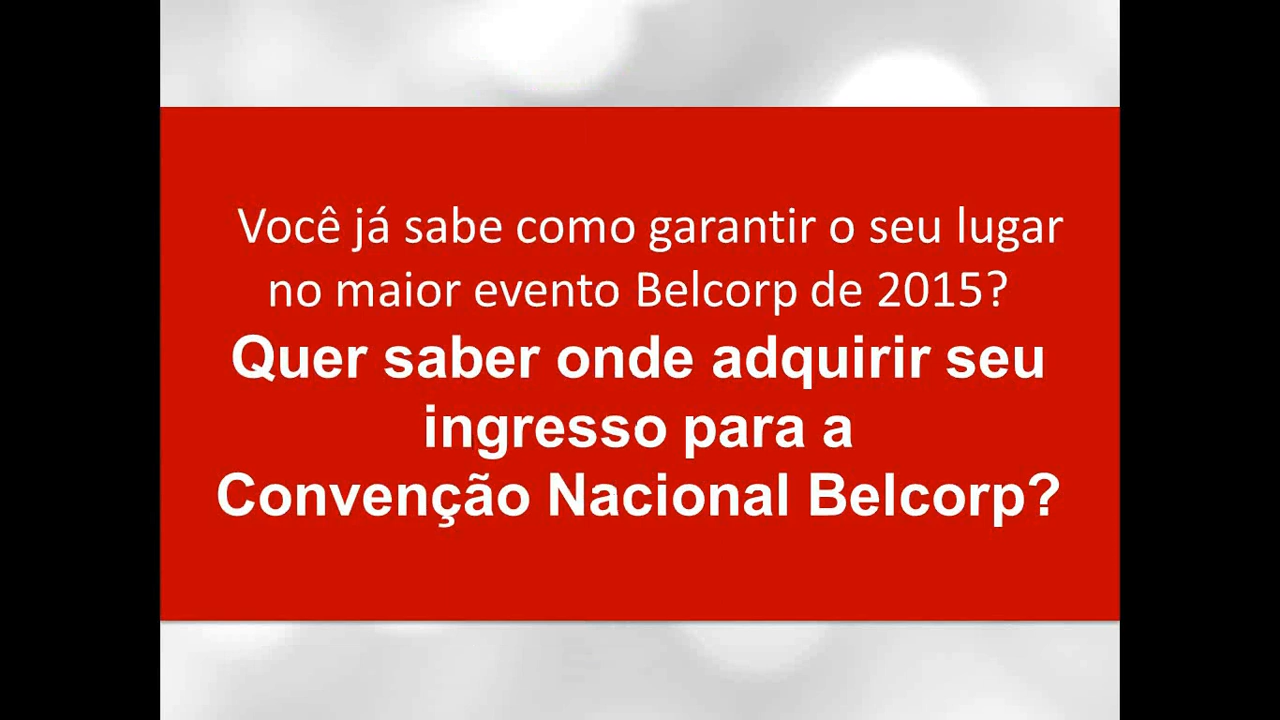 Você já sabe como garantir o seu lugar
no maior evento Belcorp de 2015?
Quer saber onde adquirir seu
ingresso para a
Convenção Nacional Belcorp?